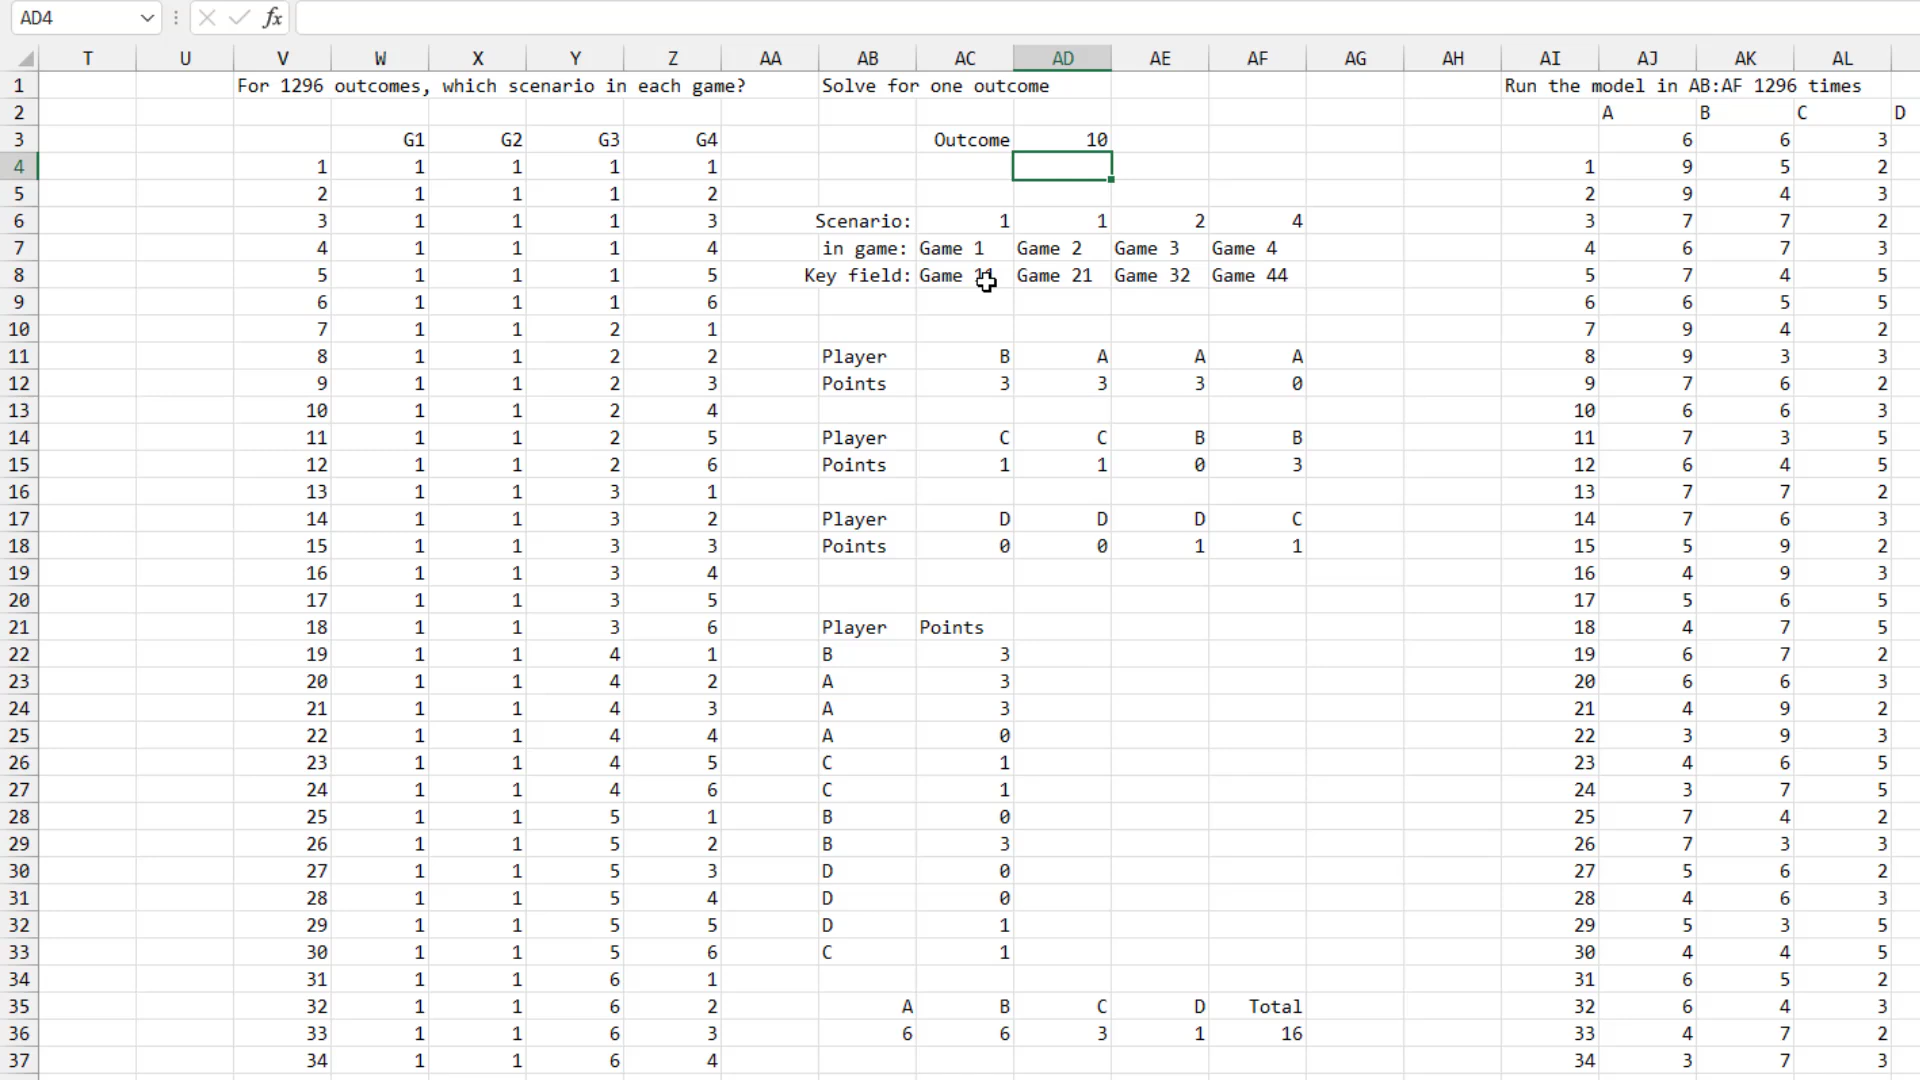 AD4 fx
T U V W X Y Z AA AB AC AD AE AF AG AH AI AJ AK AL
1 For 1296 outcomes, which scenario in each game? Solve for one outcome Run the model in AB:AF 1296 times
2 A B C D
3 G1 G2 G3 G4 Outcome 10 6 6 3
4 1 1 1 1 1 1 9 5 2
5 2 1 1 1 2 2 9 4 3
6 3 1 1 1 3 Scenario: 1 1 2 4 3 7 7 2
7 4 1 1 1 4 in game: Game 1 Game 2 Game 3 Game 4 4 6 7 3
8 5 1 1 1 5 Key field: Game 11 Game 21 Game 32 Game 44 5 7 4 5
9 6 1 1 1 6 6 6 5 5
10 7 1 1 2 1 7 9 4 2
11 8 1 1 2 2 Player B A A A 8 9 3 3
12 9 1 1 2 3 Points 3 3 3 0 9 7 6 2
13 10 1 1 2 4 10 6 6 3
14 11 1 1 2 5 Player C C B B 11 7 3 5
15 12 1 1 2 6 Points 1 1 0 3 12 6 4 5
16 13 1 1 3 1 13 7 7 2
17 14 1 1 3 2 Player D D D C 14 7 6 3
18 15 1 1 3 3 Points 0 0 1 1 15 5 9 2
19 16 1 1 3 4 16 4 9 3
20 17 1 1 3 5 17 5 6 5
21 18 1 1 3 6 Player Points 18 4 7 5
22 19 1 1 4 1 B 3 19 6 7 2
23 20 1 1 4 2 A 3 20 6 6 3
24 21 1 1 4 3 A 3 21 4 9 2
25 22 1 1 4 4 A 0 22 3 9 3
26 23 1 1 4 5 C 1 23 4 6 5
27 24 1 1 4 6 C 1 24 3 7 5
28 25 1 1 5 1 B 0 25 7 4 2
29 26 1 1 5 2 B 3 26 7 3 3
30 27 1 1 5 3 D 0 27 5 6 2
31 28 1 1 5 4 D 0 28 4 6 3
32 29 1 1 5 5 D 1 29 5 3 5
33 30 1 1 5 6 C 1 30 4 4 5
34 31 1 1 6 1 31 6 5 2
35 32 1 1 6 2 A B C D Total 32 6 4 3
36 33 1 1 6 3 6 6 3 1 16 33 4 7 2
37 34 1 1 6 4 34 3 7 3